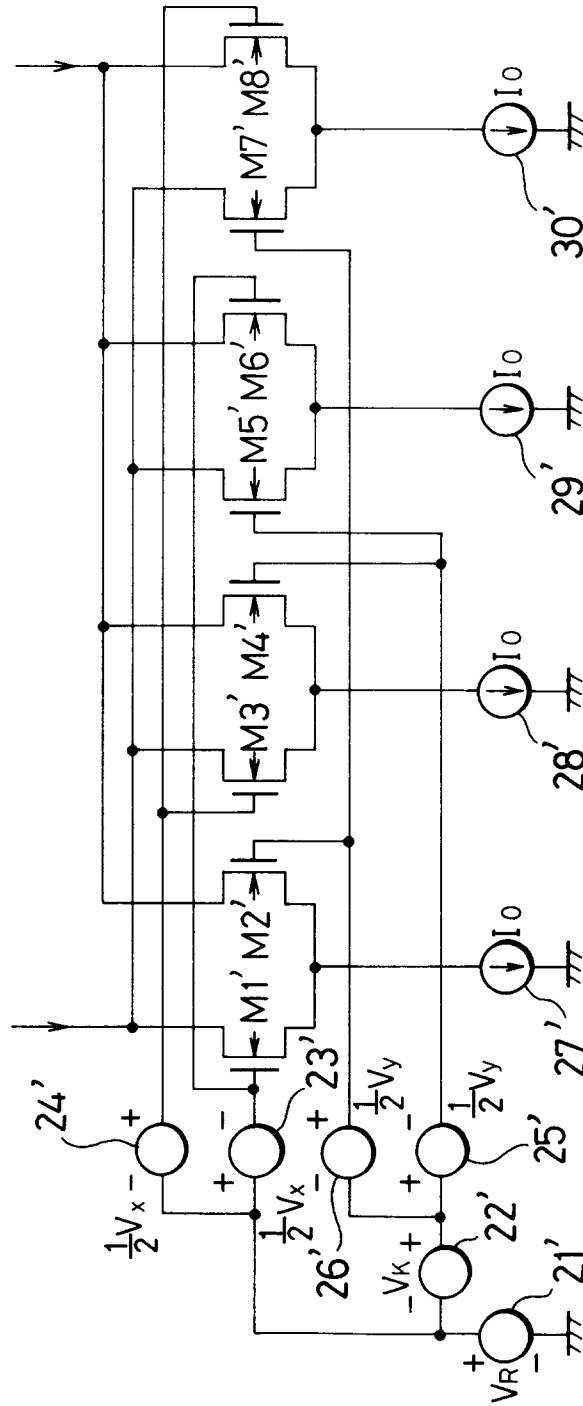 24'
½Vx
+
-
23'
½Vx
+
-
26'
½Vy
+
-
25'
½Vy
+
-
22'
VK
+
-
21'
VR
+
-
M1' M2'
M3' M4'
M5' M6'
M7' M8'
27' Io
28' Io
29' Io
30' Io